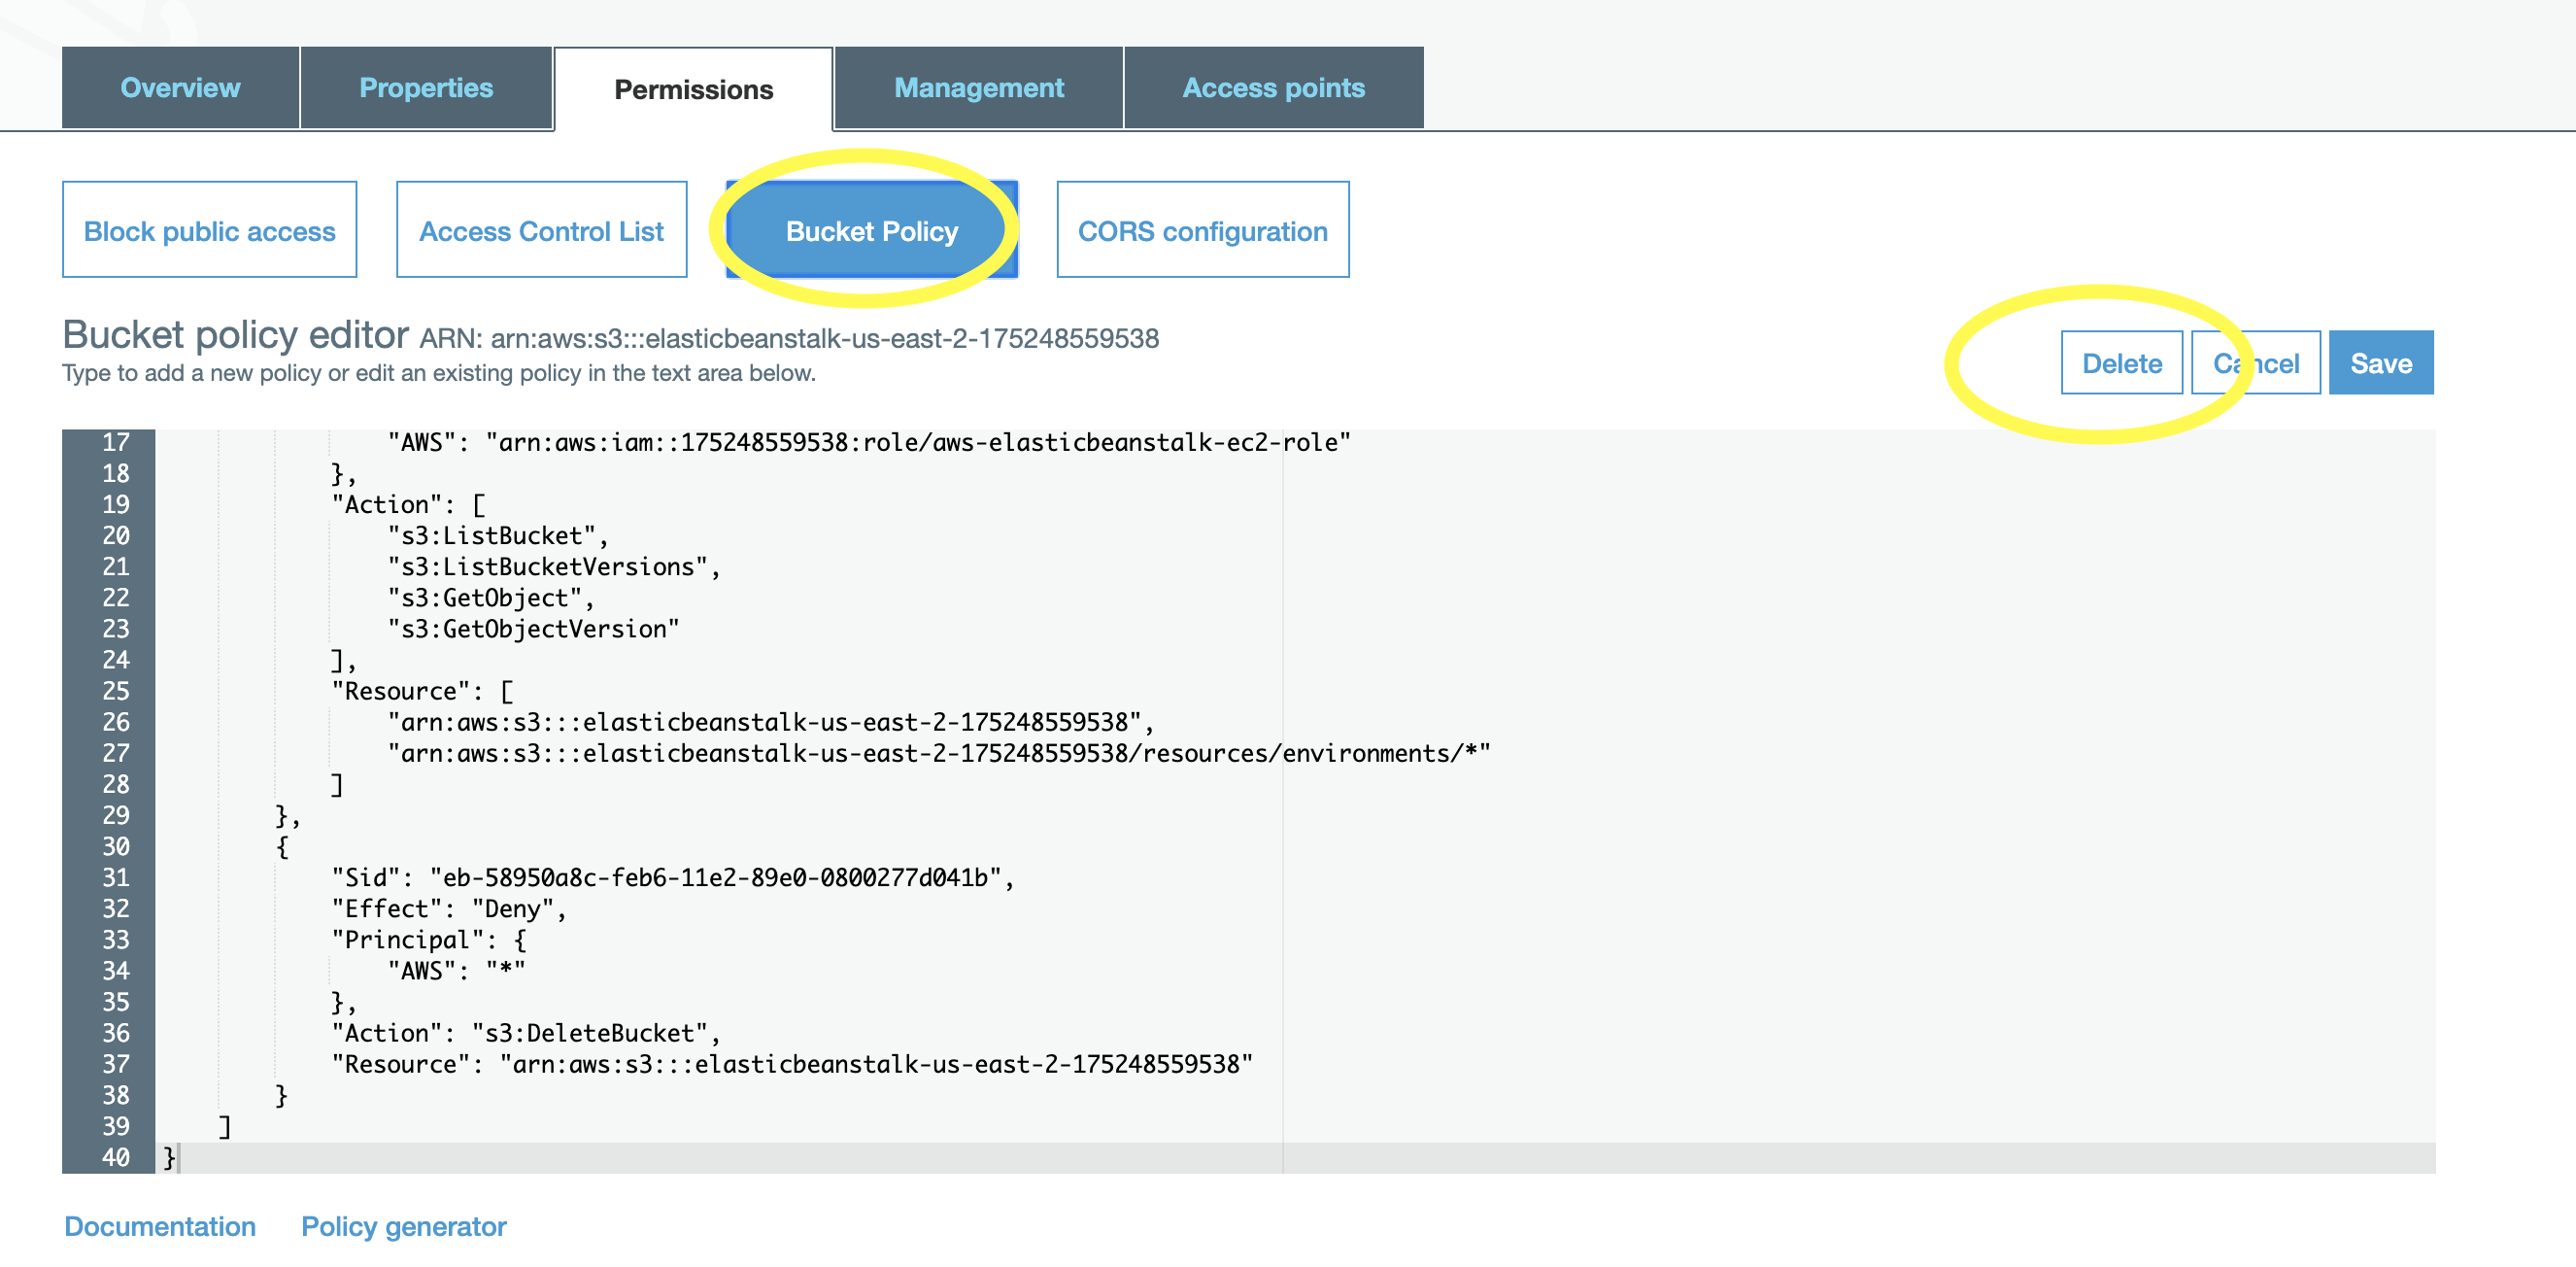 Overview Properties Permissions Management Access points
Block public access Access Control List Bucket Policy CORS configuration
Bucket policy editor ARN: arn:aws:s3:::elasticbeanstalk-us-east-2-175248559538
Type to add a new policy or edit an existing policy in the text area below.
Delete Cancel Save
17 "AWS": "arn:aws:iam::175248559538:role/aws-elasticbeanstalk-ec2-role"
18 },
19 "Action": [
20 "s3:ListBucket",
21 "s3:ListBucketVersions",
22 "s3:GetObject",
23 "s3:GetObjectVersion"
24 ],
25 "Resource": [
26 "arn:aws:s3:::elasticbeanstalk-us-east-2-175248559538",
27 "arn:aws:s3:::elasticbeanstalk-us-east-2-175248559538/resources/environments/*"
28 ]
29 },
30 {
31 "Sid": "eb-58950a8c-feb6-11e2-89e0-0800277d041b",
32 "Effect": "Deny",
33 "Principal": {
34 "AWS": "*"
35 },
36 "Action": "s3:DeleteBucket",
37 "Resource": "arn:aws:s3:::elasticbeanstalk-us-east-2-175248559538"
38 }
39 ]
40 }
Documentation Policy generator